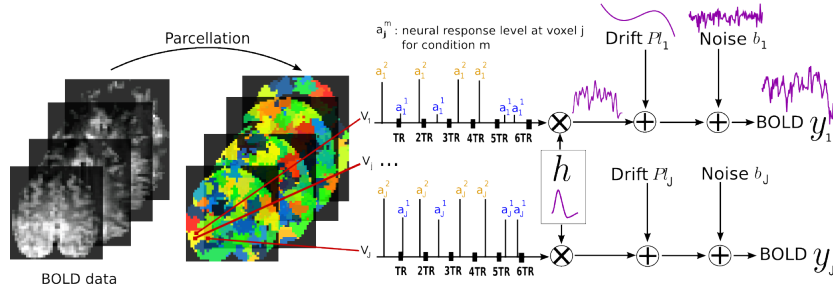 Parcellation
BOLD data
a_j^m : neural response level at voxel j
for condition m
V_1
a_1^2 a_1^1 a_1^2 a_1^1 a_1^2 a_1^2 a_1^1 a_1^1
TR 2TR 3TR 4TR 5TR 6TR
V_j ...
V_J
a_J^2 a_J^1 a_J^2 a_J^1 a_J^2 a_J^2 a_J^1 a_J^1
TR 2TR 3TR 4TR 5TR 6TR
h
Drift Pl_1
Noise b_1
BOLD y_1
Drift Pl_J
Noise b_J
BOLD y_J